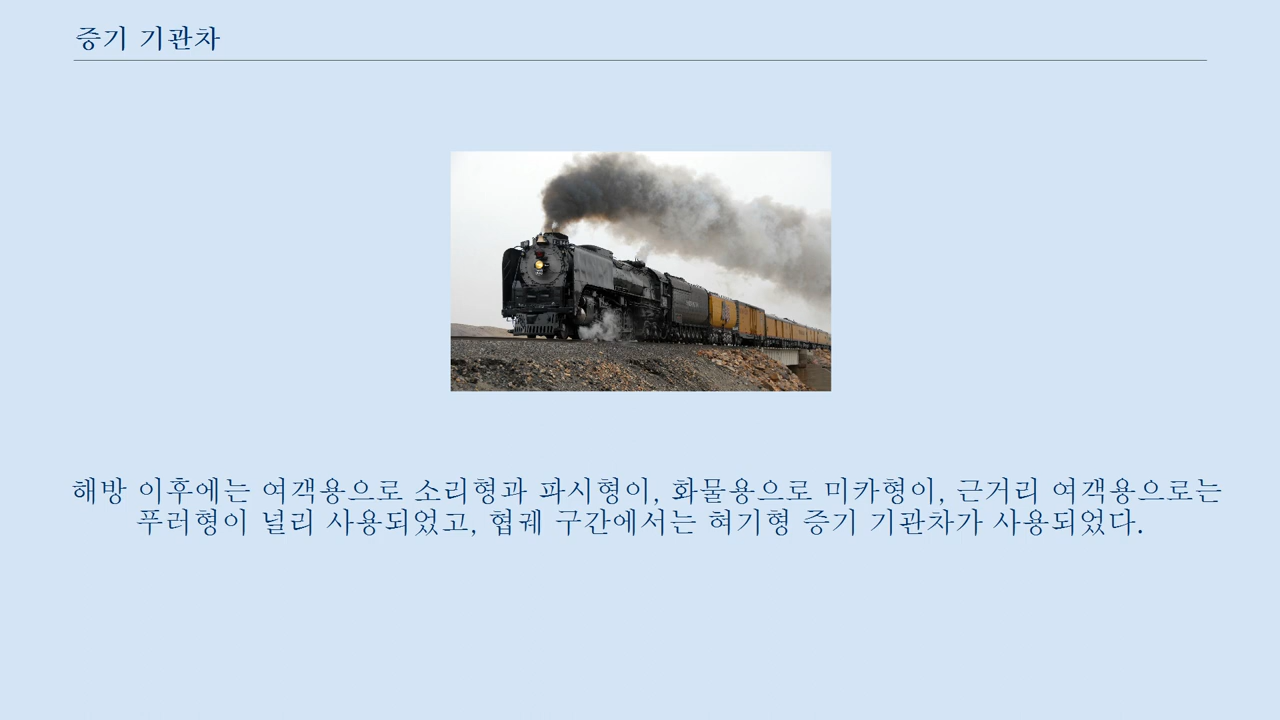 증기 기관차
해방 이후에는 여객용으로 소리형과 파시형이, 화물용으로 미카형이, 근거리 여객용으로는
푸러형이 널리 사용되었고, 협궤 구간에서는 혀기형 증기 기관차가 사용되었다.